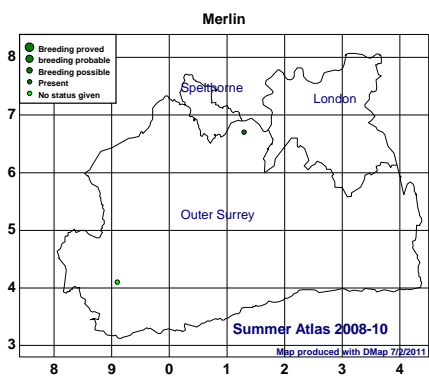 Merlin
Breeding proved
breeding probable
Breeding possible
Present
No status given
8
7
6
5
4
3
Spelthorne
London
Outer Surrey
Summer Atlas 2008-10
Map produced with DMap 7/2/2011
8 9 0 1 2 3 4